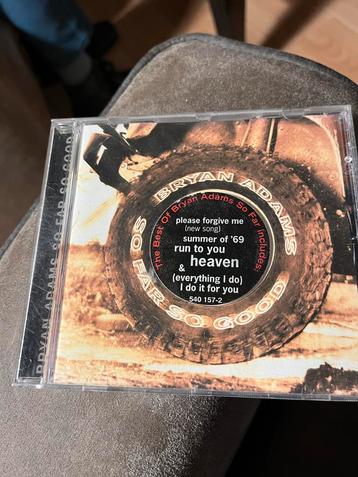 BRYAN ADAMS SO FAR SO GOOD
BRYAN ADAMS
SO FAR SO GOOD
The Best Of Bryan Adams So Far includes:
please forgive me
(new song)
summer of '69
run to you
heaven
&
(everything I do)
I do it for you
540 157-2